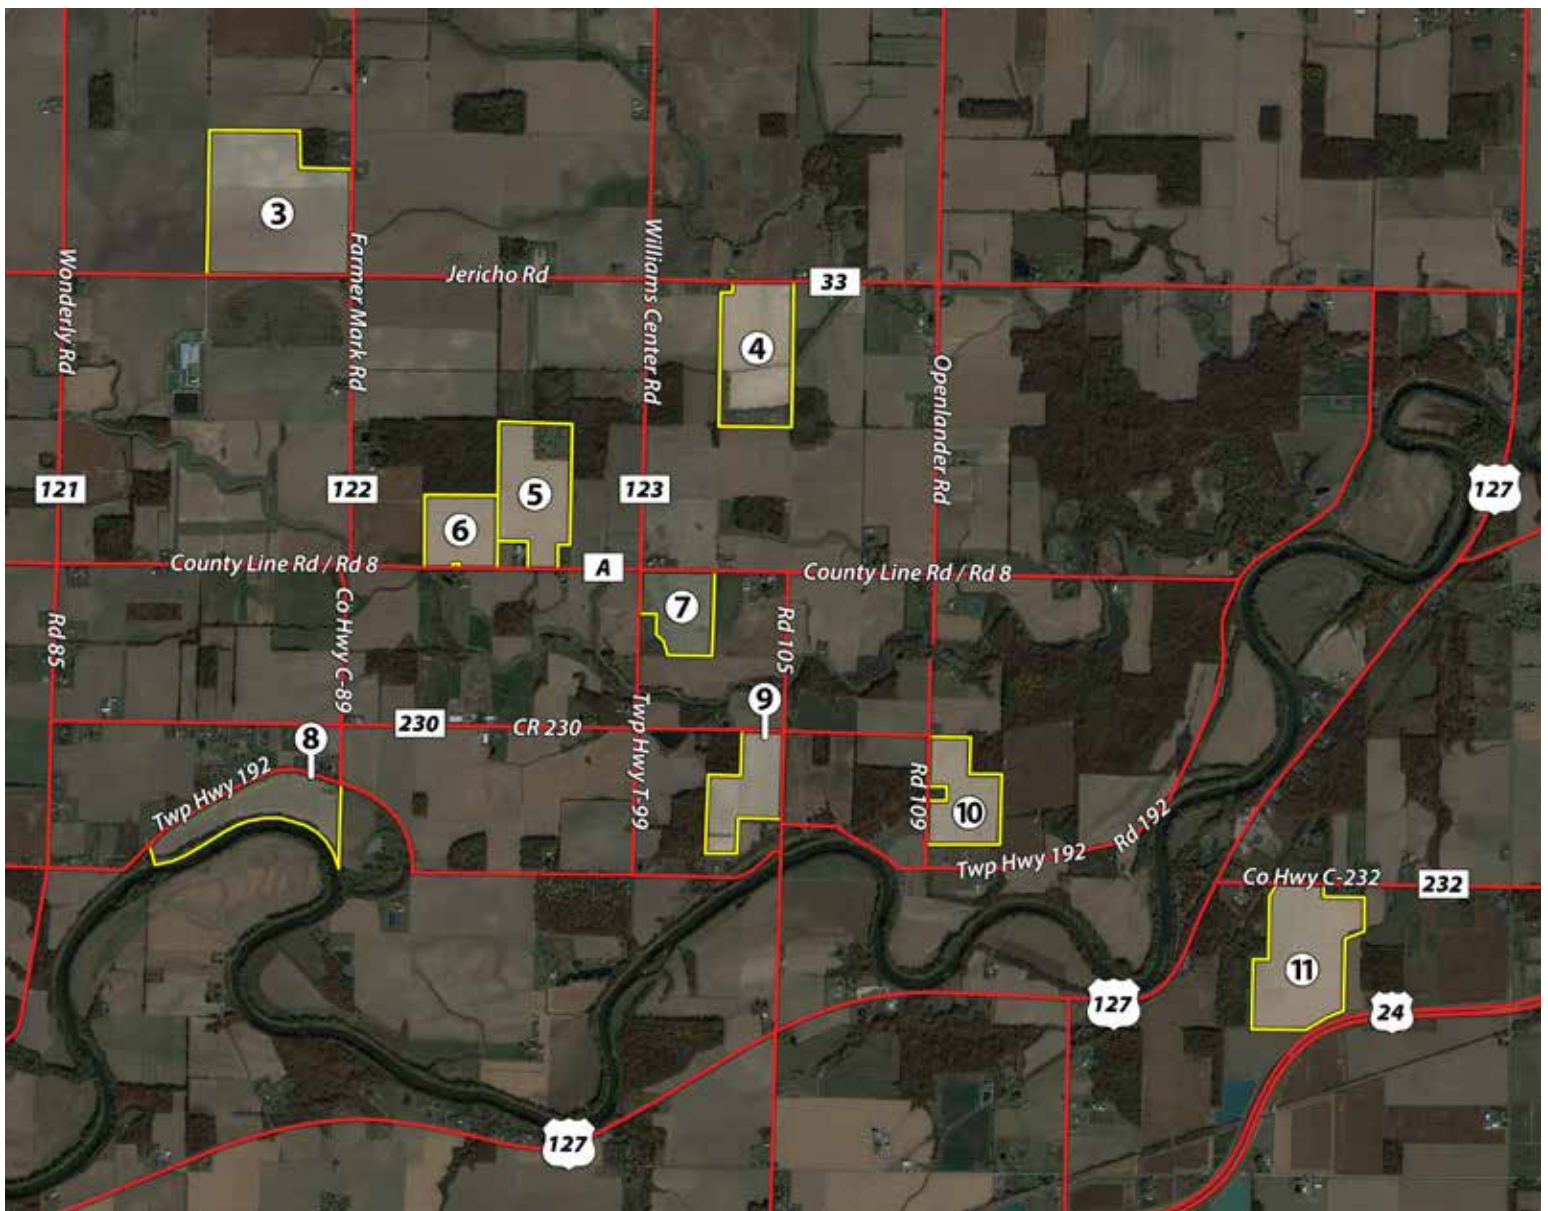 3
Wonderly Rd
Farmer Mark Rd
Williams Center Rd
Jericho Rd
33
4
Openlander Rd
121
122
5
123
127
6
County Line Rd / Rd 8
A
County Line Rd / Rd 8
7
Rd 85
Co Hwy C-89
Rd 105
9
230
CR 230
8
Twp Hwy 192
Twp Hwy T-99
Rd 109
10
Twp Hwy 192
Rd 192
Co Hwy C-232
232
11
127
24
127